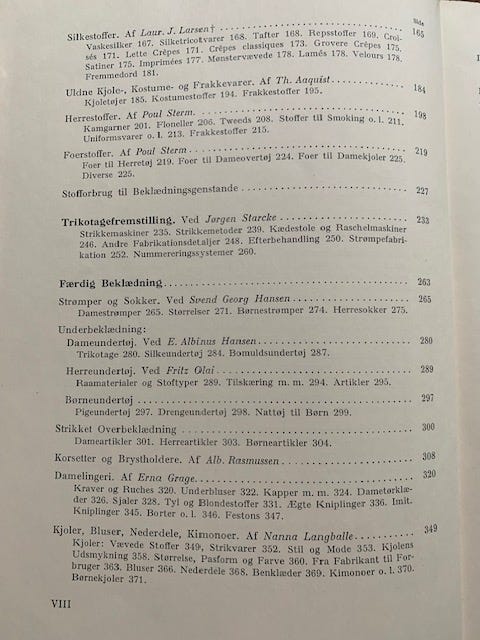 Side
Silkestoffer. Af Laur. J. Larsen† . . . . . . . . . . . . . . . . . . . . . . . . 165
Vaskesilker 167. Silketricotvarer 168. Tafter 168. Repsstoffer 169. Croi-
sés 171. Lette Crêpes 171. Crêpes classiques 173. Grovere Crêpes 175.
Satiner 175. Imprimées 177. Mønstervævede 178. Lamés 178. Velours 178.
Fremmedord 181.
Uldne Kjole-, Kostume- og Frakkevarer. Af Th. Aaquist . . . . . . . . 184
Kjoletøjer 185. Kostumestoffer 194. Frakkestoffer 195.
Herrestoffer. Af Poul Sterm . . . . . . . . . . . . . . . . . . . . . . . . 198
Kamgarner 201. Floneller 206. Tweeds 208. Stoffer til Smoking o. l. 211.
Uniformsvarer o. l. 213. Frakkestoffer 215.
Foerstoffer. Af Poul Sterm . . . . . . . . . . . . . . . . . . . . . . . . 219
Foer til Herretøj 219. Foer til Dameovertøj 224. Foer til Damekjoler 225.
Diverse 225.
Stofforbrug til Beklædningsgenstande . . . . . . . . . . . . . . . . 227
Trikotagefremstilling. Ved Jørgen Starcke . . . . . . . . . . . . . . . . 233
Strikkemaskiner 235. Strikkemetoder 239. Kædestole og Raschelmaskiner
246. Andre Fabrikationsdetaljer 248. Efterbehandling 250. Strømpefabri-
kation 252. Nummereringssystemer 260.
Færdig Beklædning . . . . . . . . . . . . . . . . . . . . . . . . 263
Strømper og Sokker. Ved Svend Georg Hansen . . . . . . . . . . . . 265
Damestrømper 265. Størrelser 271. Børnestrømper 274. Herresokker 275.
Underbeklædning:
Dameundertøj. Ved E. Albinus Hansen . . . . . . . . . . . . . . . . 280
Trikotage 280. Silkeundertøj 284. Bomuldsundertøj 287.
Herreundertøj. Ved Fritz Olai . . . . . . . . . . . . . . . . . . . . 289
Raamaterialer og Stoftyper 289. Tilskæring m. m. 294. Artikler 295.
Børneundertøj . . . . . . . . . . . . . . . . . . . . . . . . 297
Pigeundertøj 297. Drengeundertøj 298. Nattøj til Børn 299.
Strikket Overbeklædning . . . . . . . . . . . . . . . . . . . . 300
Dameartikler 301. Herreartikler 303. Børneartikler 304.
Korsetter og Brystholdere. Af Alb. Rasmussen . . . . . . . . . . . . 308
Damelingeri. Af Erna Grage. . . . . . . . . . . . . . . . . . . . 320
Kraver og Ruches 320. Underbluser 322. Kapper m. m. 324. Dametørklæ-
der 326. Sjaler 328. Tyl og Blondestoffer 331. Ægte Kniplinger 336. Imit.
Kniplinger 345. Borter o. l. 346. Festons 347.
Kjoler, Bluser, Nederdele, Kimonoer. Af Nanna Langballe . . . . . . . . 349
Kjoler: Vævede Stoffer 349, Strikvarer 352. Stil og Mode 353. Kjolens
Udsmykning 358. Størrelse, Pasform og Farve 360. Fra Fabrikant til For-
bruger 363. Bluser 366. Nederdele 368. Benklæder 369. Kimonoer o. l. 370.
Børnekjoler 371.
VIII